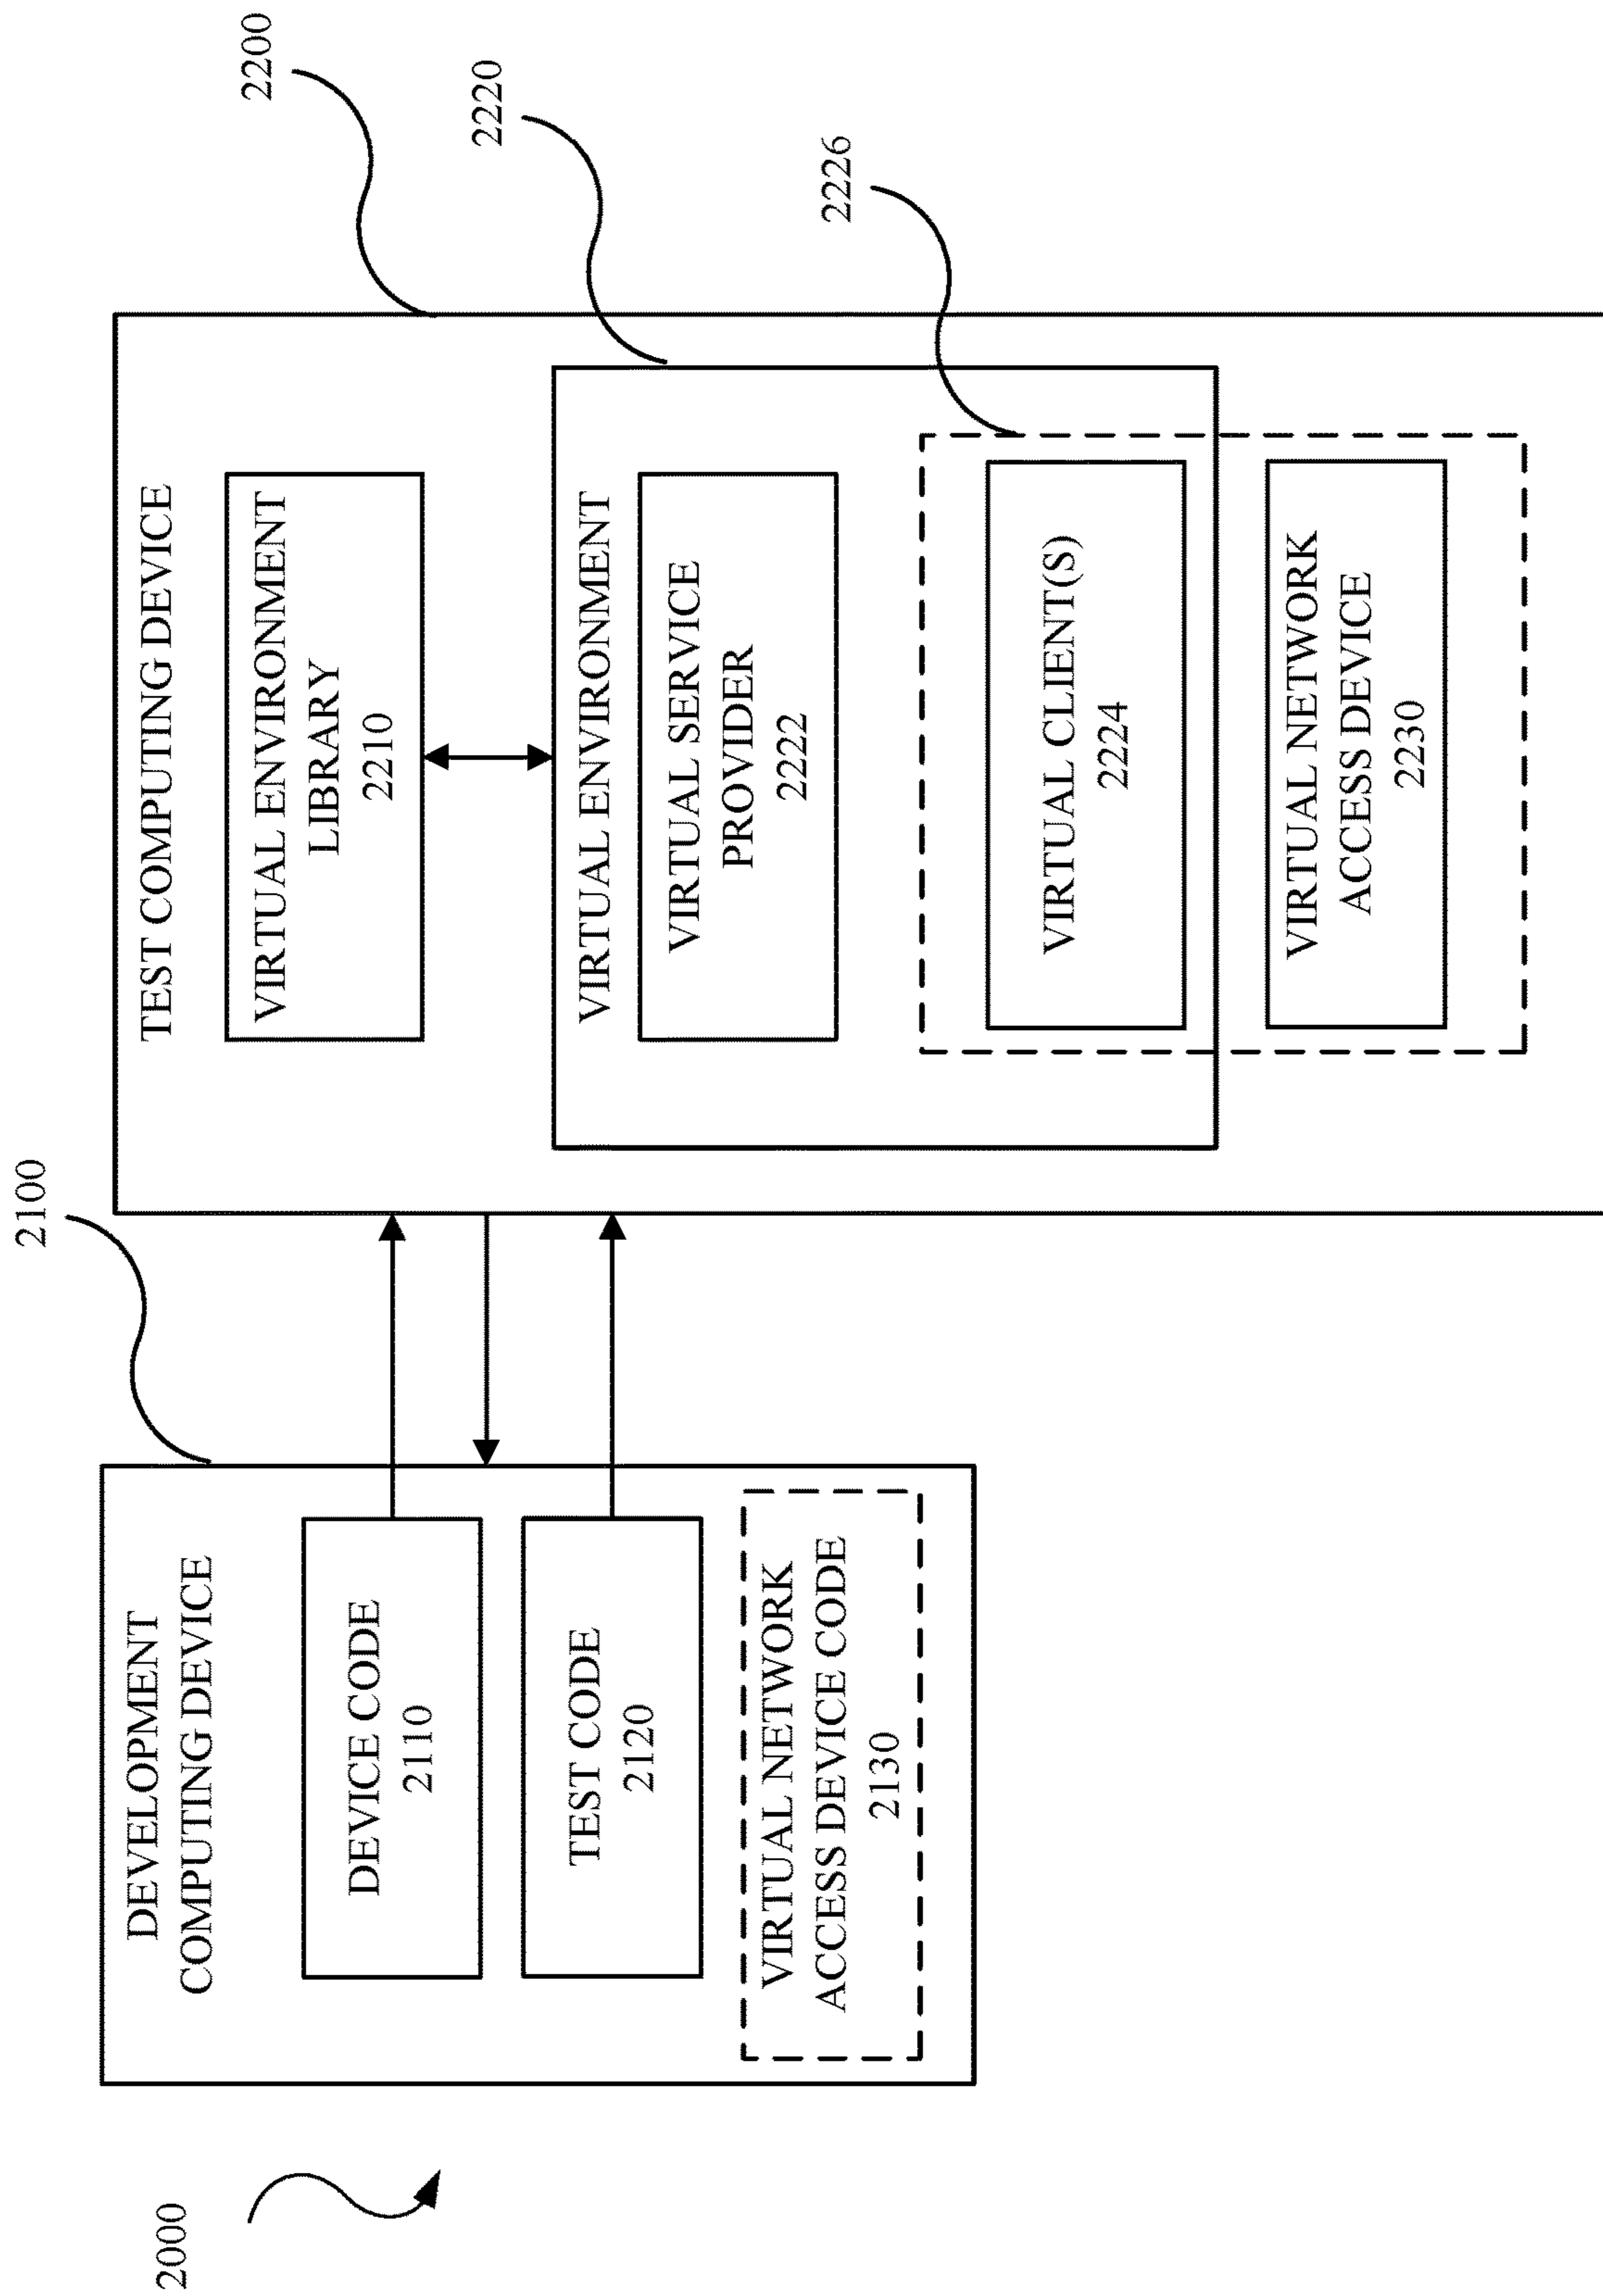 2000
2100
DEVELOPMENT
COMPUTING DEVICE
DEVICE CODE
2110
TEST CODE
2120
VIRTUAL NETWORK
ACCESS DEVICE CODE
2130
2200
TEST COMPUTING DEVICE
VIRTUAL ENVIRONMENT
LIBRARY
2210
2220
VIRTUAL ENVIRONMENT
VIRTUAL SERVICE
PROVIDER
2222
2226
VIRTUAL CLIENT(S)
2224
VIRTUAL NETWORK
ACCESS DEVICE
2230